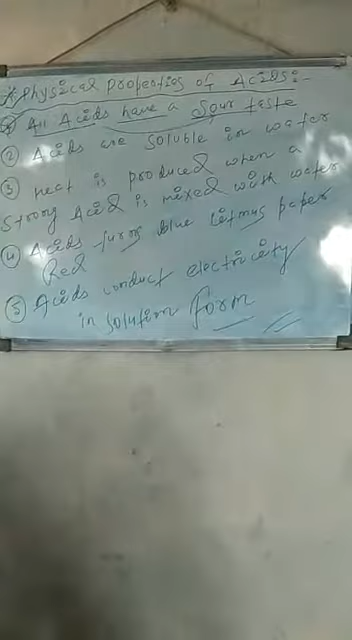 * Physical Properties of Acids:-
① All Acids have a Sour taste
② Acids are soluble in water
③ Heat is produced when a
strong Acid is mixed with water
④ Acids turns blue litmus paper
Red
⑤ Acids conduct electrocity
in solution form